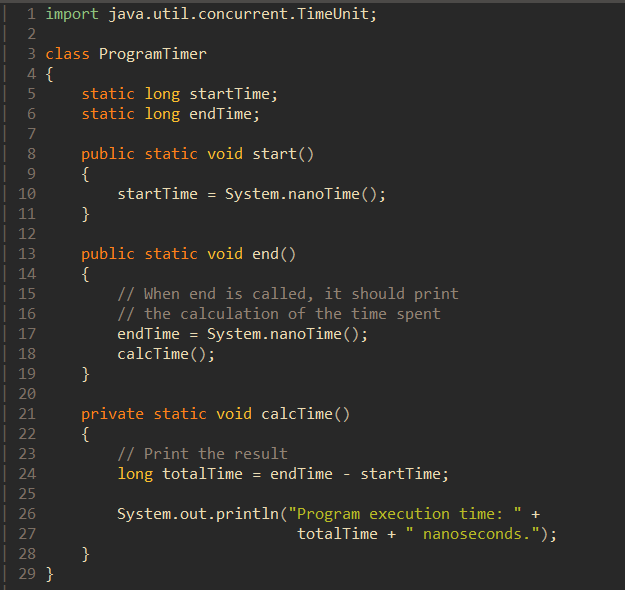 1 import java.util.concurrent.TimeUnit;
2
3 class ProgramTimer
4 {
5     static long startTime;
6     static long endTime;
7
8     public static void start()
9     {
10         startTime = System.nanoTime();
11     }
12
13     public static void end()
14     {
15         // When end is called, it should print
16         // the calculation of the time spent
17         endTime = System.nanoTime();
18         calcTime();
19     }
20
21     private static void calcTime()
22     {
23         // Print the result
24         long totalTime = endTime - startTime;
25
26         System.out.println("Program execution time: " +
27                             totalTime + " nanoseconds.");
28     }
29 }